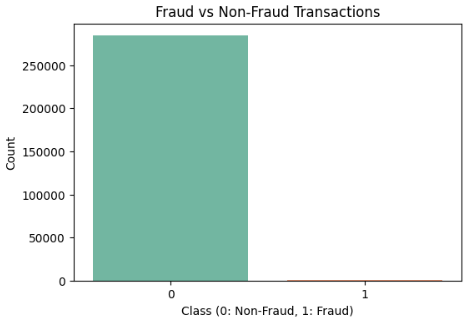 Fraud vs Non-Fraud Transactions
250000
200000
150000
100000
50000
0
Count
0 1
Class (0: Non-Fraud, 1: Fraud)